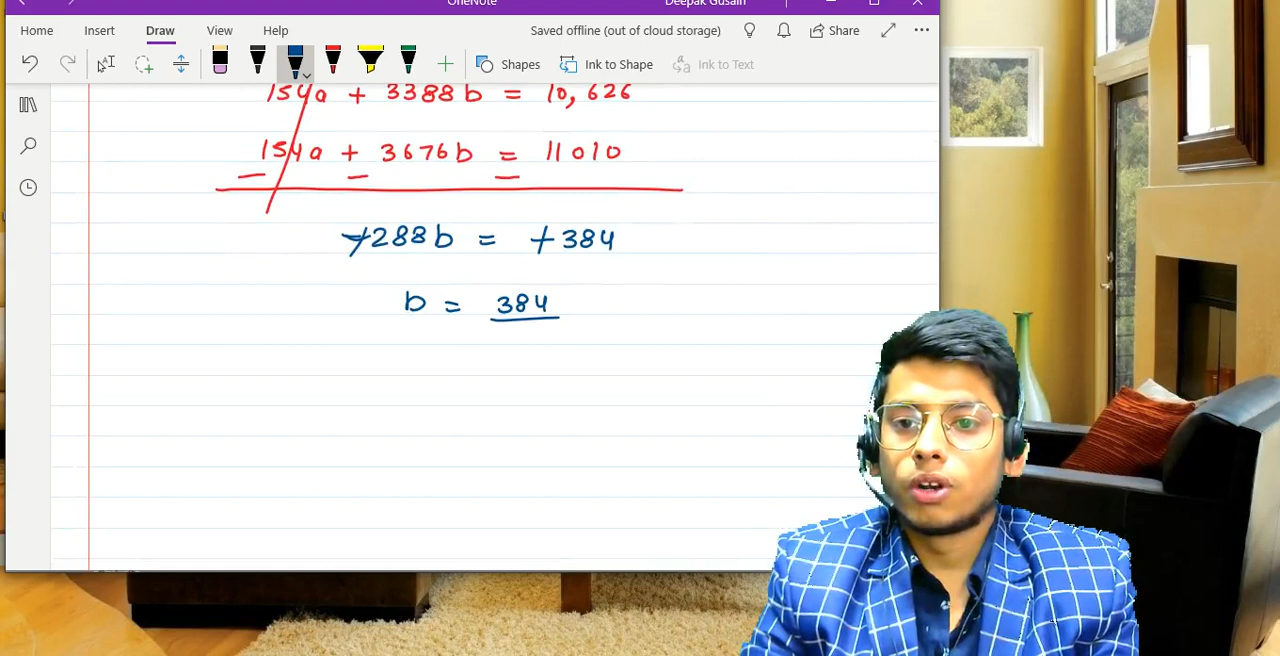 OneNote Deepak Gusain
Home Insert Draw View Help Saved offline (out of cloud storage) Share
Shapes Ink to Shape Ink to Text
154a + 3388b = 10,626
154a + 3676b = 11010
-288b = +384
b = 384